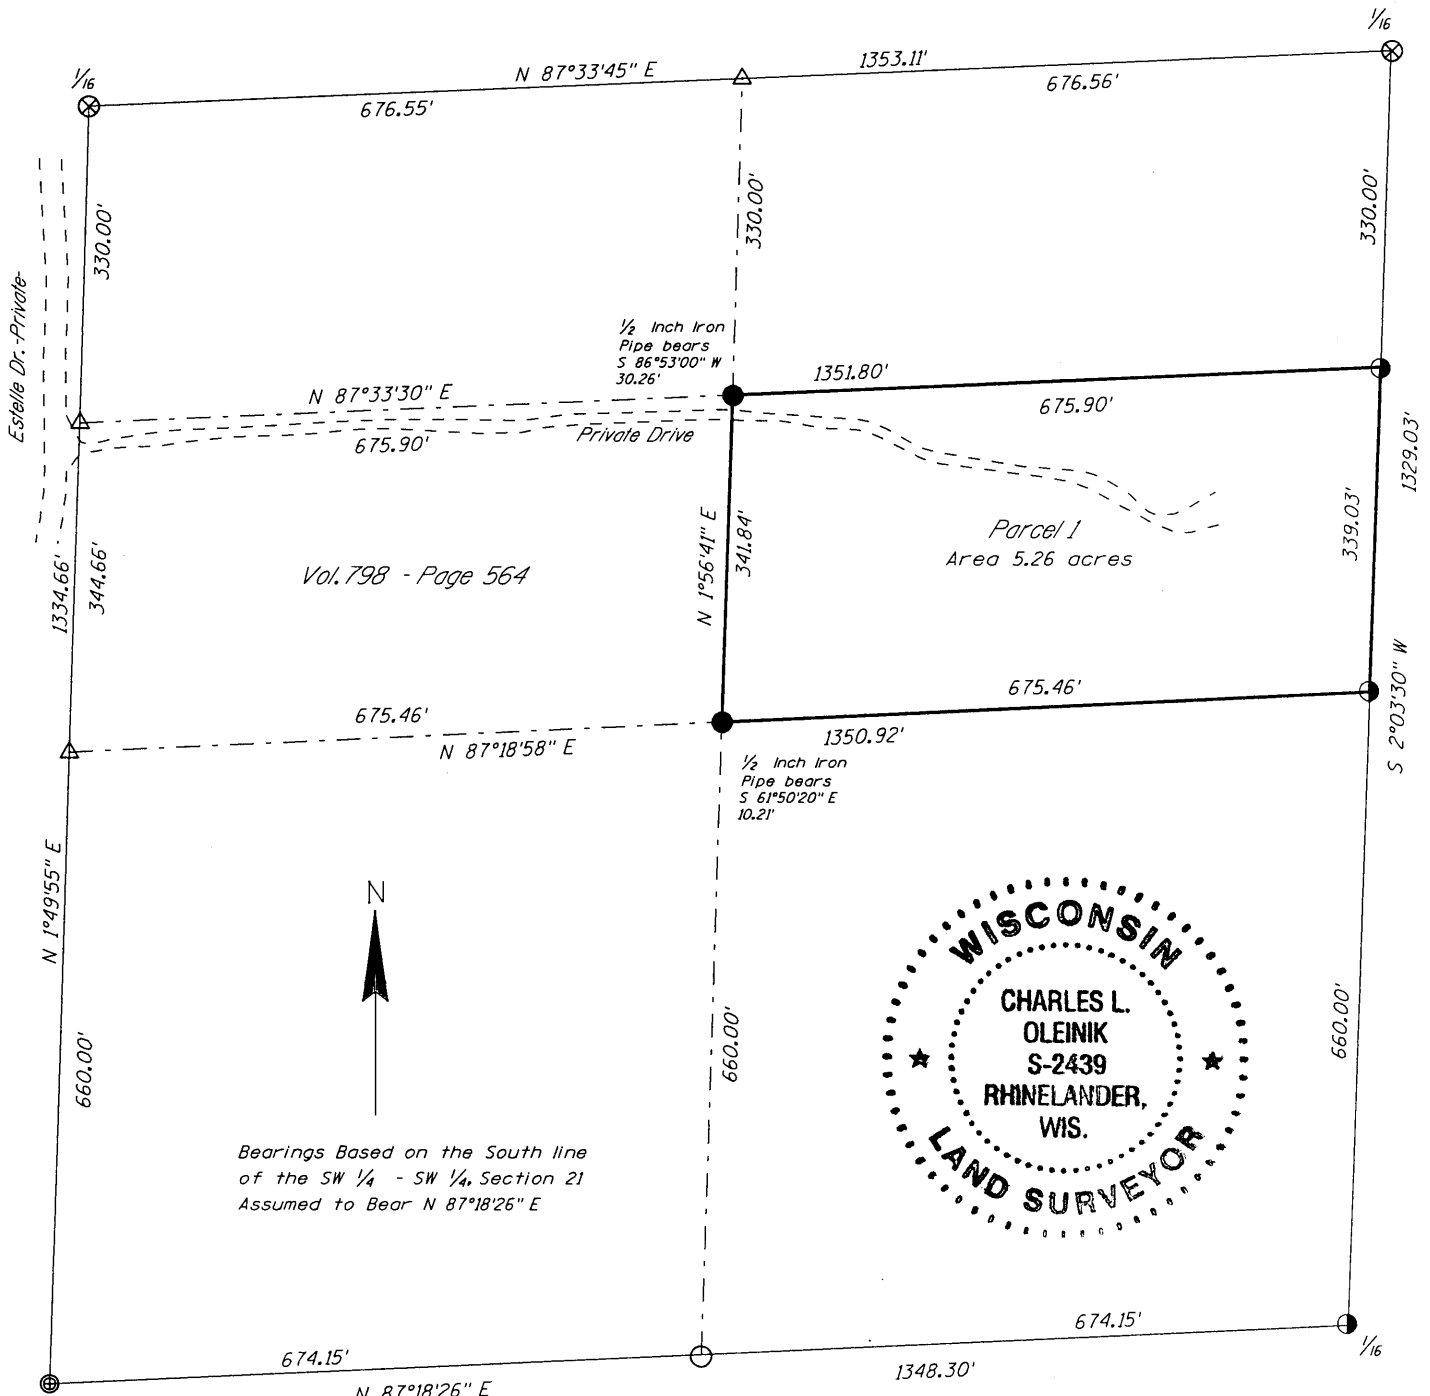 1/16
1/16
N 87°33'45" E
1353.11'
676.55'
676.56'
330.00'
330.00'
330.00'
Estelle Dr.-Private-
1/2 Inch Iron
Pipe bears
S 86°53'00" W
30.26'
N 87°33'30" E
1351.80'
675.90'
675.90'
Private Drive
1329.03'
1334.66'
344.66'
Vol. 798 - Page 564
N 1°56'41" E
341.84'
Parcel 1
Area 5.26 acres
339.03'
S 2°03'30" W
675.46'
675.46'
N 87°18'58" E
1350.92'
1/2 Inch Iron
Pipe bears
S 61°50'20" E
10.21'
N 1°49'55" E
N
660.00'
660.00'
660.00'
WISCONSIN
CHARLES L.
OLEINIK
S-2439
RHINELANDER,
WIS.
LAND SURVEYOR
Bearings Based on the South line
of the SW 1/4 - SW 1/4, Section 21
Assumed to Bear N 87°18'26" E
674.15'
674.15'
1/16
1348.30'
N 87°18'26" E